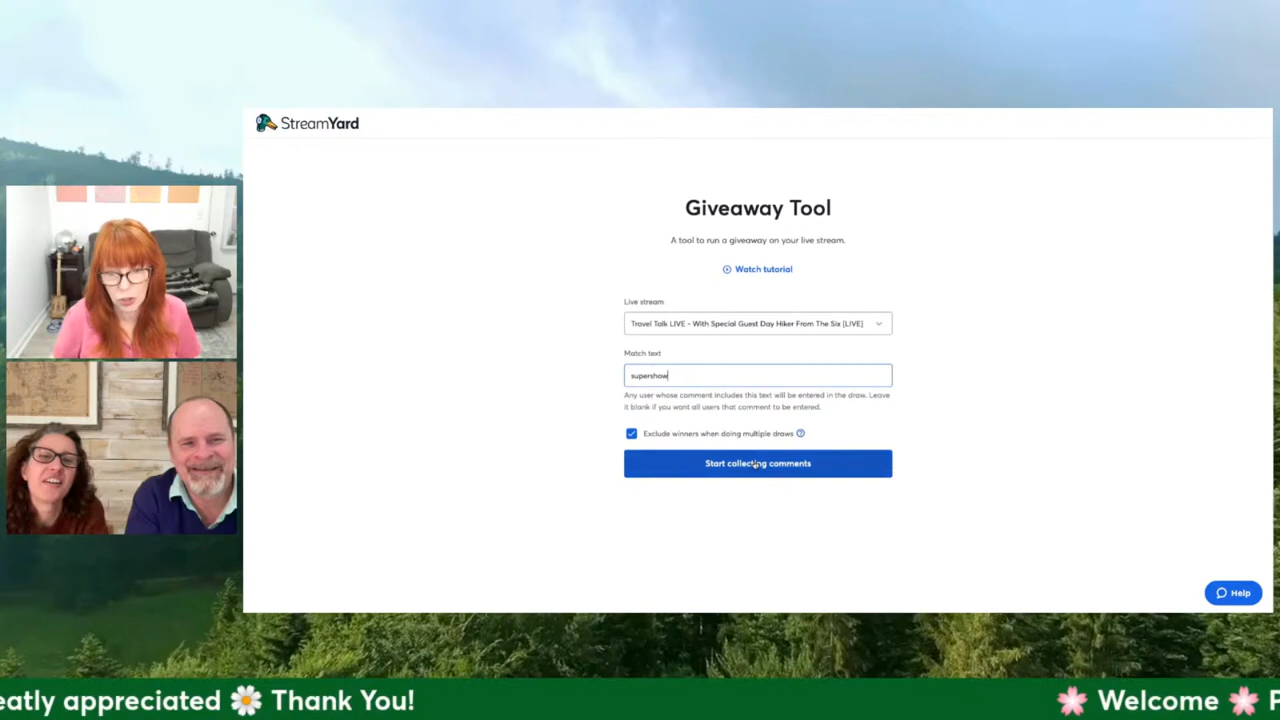 StreamYard
Giveaway Tool
A tool to run a giveaway on your live stream.
Watch tutorial
Live stream
Travel Talk LIVE - With Special Guest Day Hiker From The Six [LIVE]
Match text
supershow
Any user whose comment includes this text will be entered in the draw. Leave
it blank if you want all users that comment to be entered.
Exclude winners when doing multiple draws
Start collecting comments
Help
eatly appreciated 🌼 Thank You! 🌸 Welcome 🌸 P